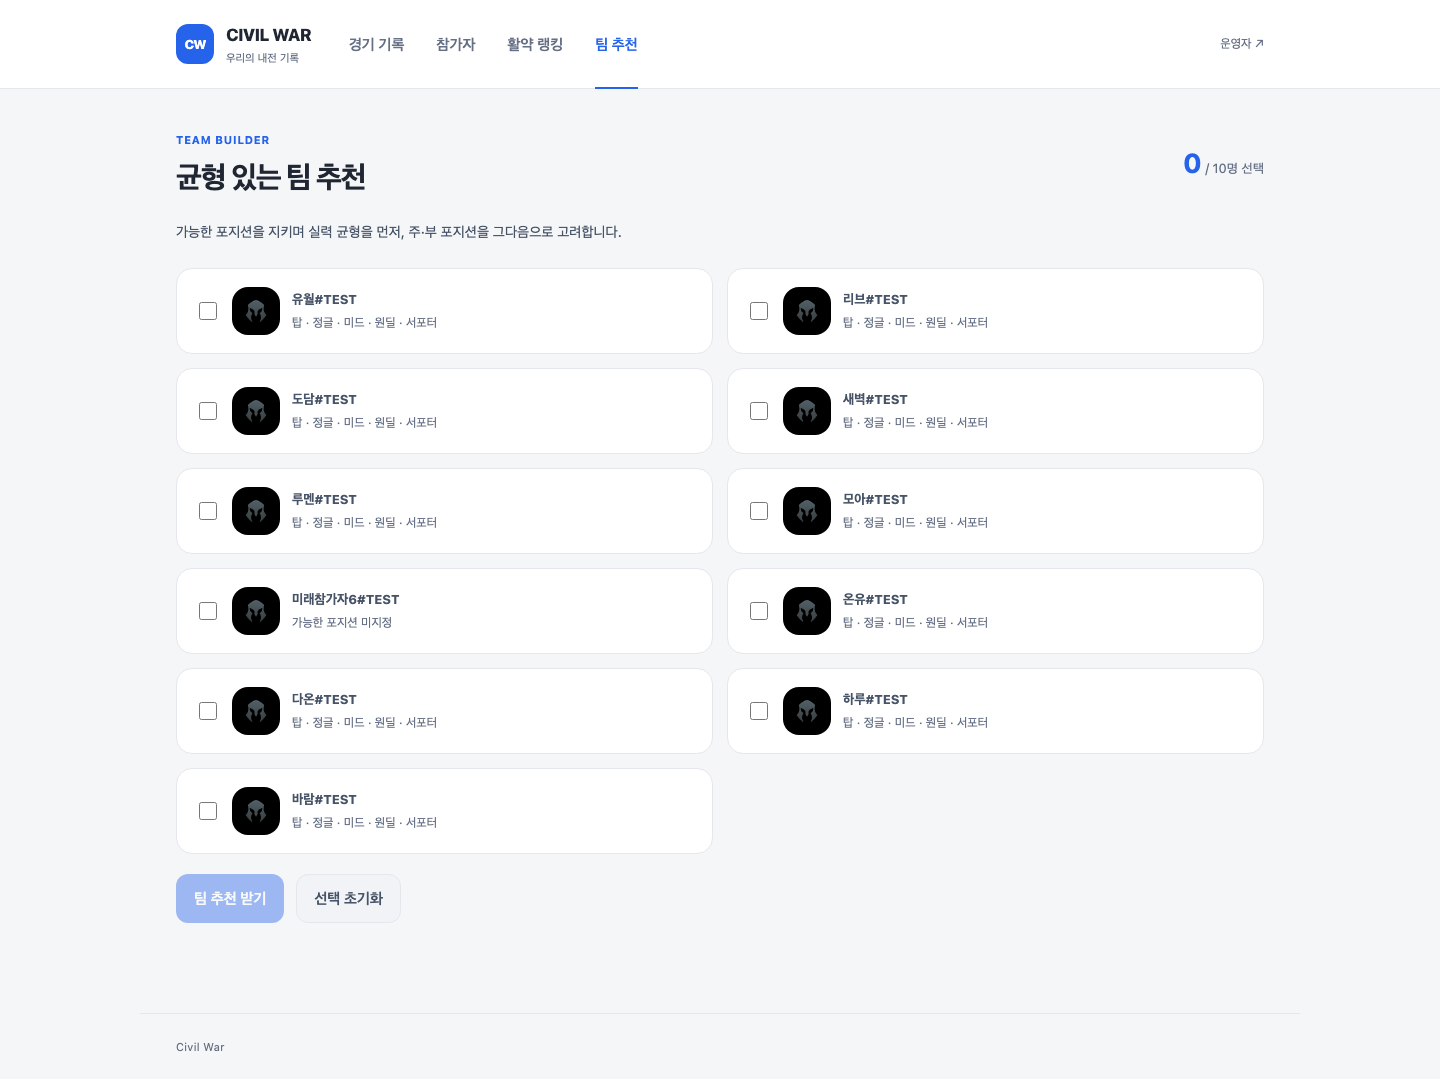 CW
CIVIL WAR
우리의 내전 기록
경기 기록
참가자
활약 랭킹
팀 추천
운영자 ↗
TEAM BUILDER
균형 있는 팀 추천
0 / 10명 선택
가능한 포지션을 지키며 실력 균형을 먼저, 주·부 포지션을 그다음으로 고려합니다.
유월#TEST
탑 · 정글 · 미드 · 원딜 · 서포터
리브#TEST
탑 · 정글 · 미드 · 원딜 · 서포터
도담#TEST
탑 · 정글 · 미드 · 원딜 · 서포터
새벽#TEST
탑 · 정글 · 미드 · 원딜 · 서포터
루멘#TEST
탑 · 정글 · 미드 · 원딜 · 서포터
모아#TEST
탑 · 정글 · 미드 · 원딜 · 서포터
미래참가자6#TEST
가능한 포지션 미지정
온유#TEST
탑 · 정글 · 미드 · 원딜 · 서포터
다온#TEST
탑 · 정글 · 미드 · 원딜 · 서포터
하루#TEST
탑 · 정글 · 미드 · 원딜 · 서포터
바람#TEST
탑 · 정글 · 미드 · 원딜 · 서포터
팀 추천 받기
선택 초기화
Civil War